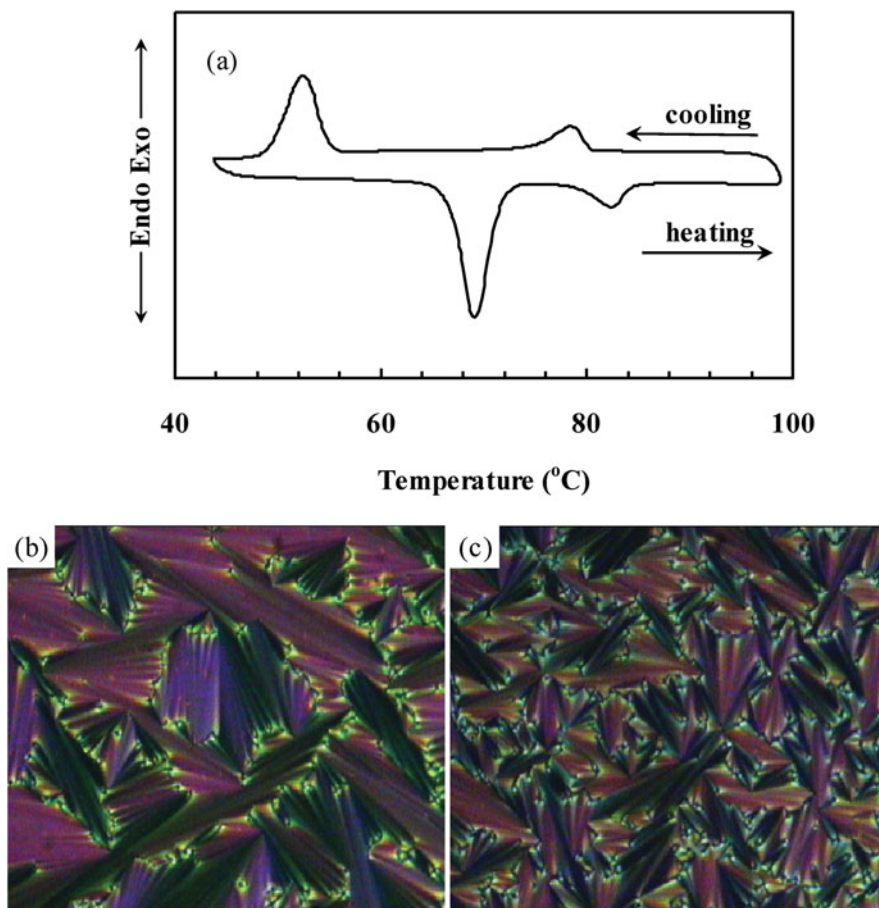 (a)
cooling
Endo Exo
heating
40 60 80 100
Temperature (°C)
(b) (c)